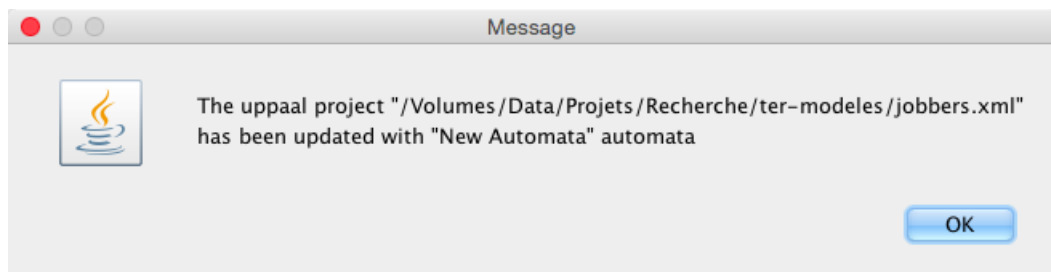 Message
The uppaal project "/Volumes/Data/Projets/Recherche/ter-modeles/jobbers.xml"
has been updated with "New Automata" automata
OK